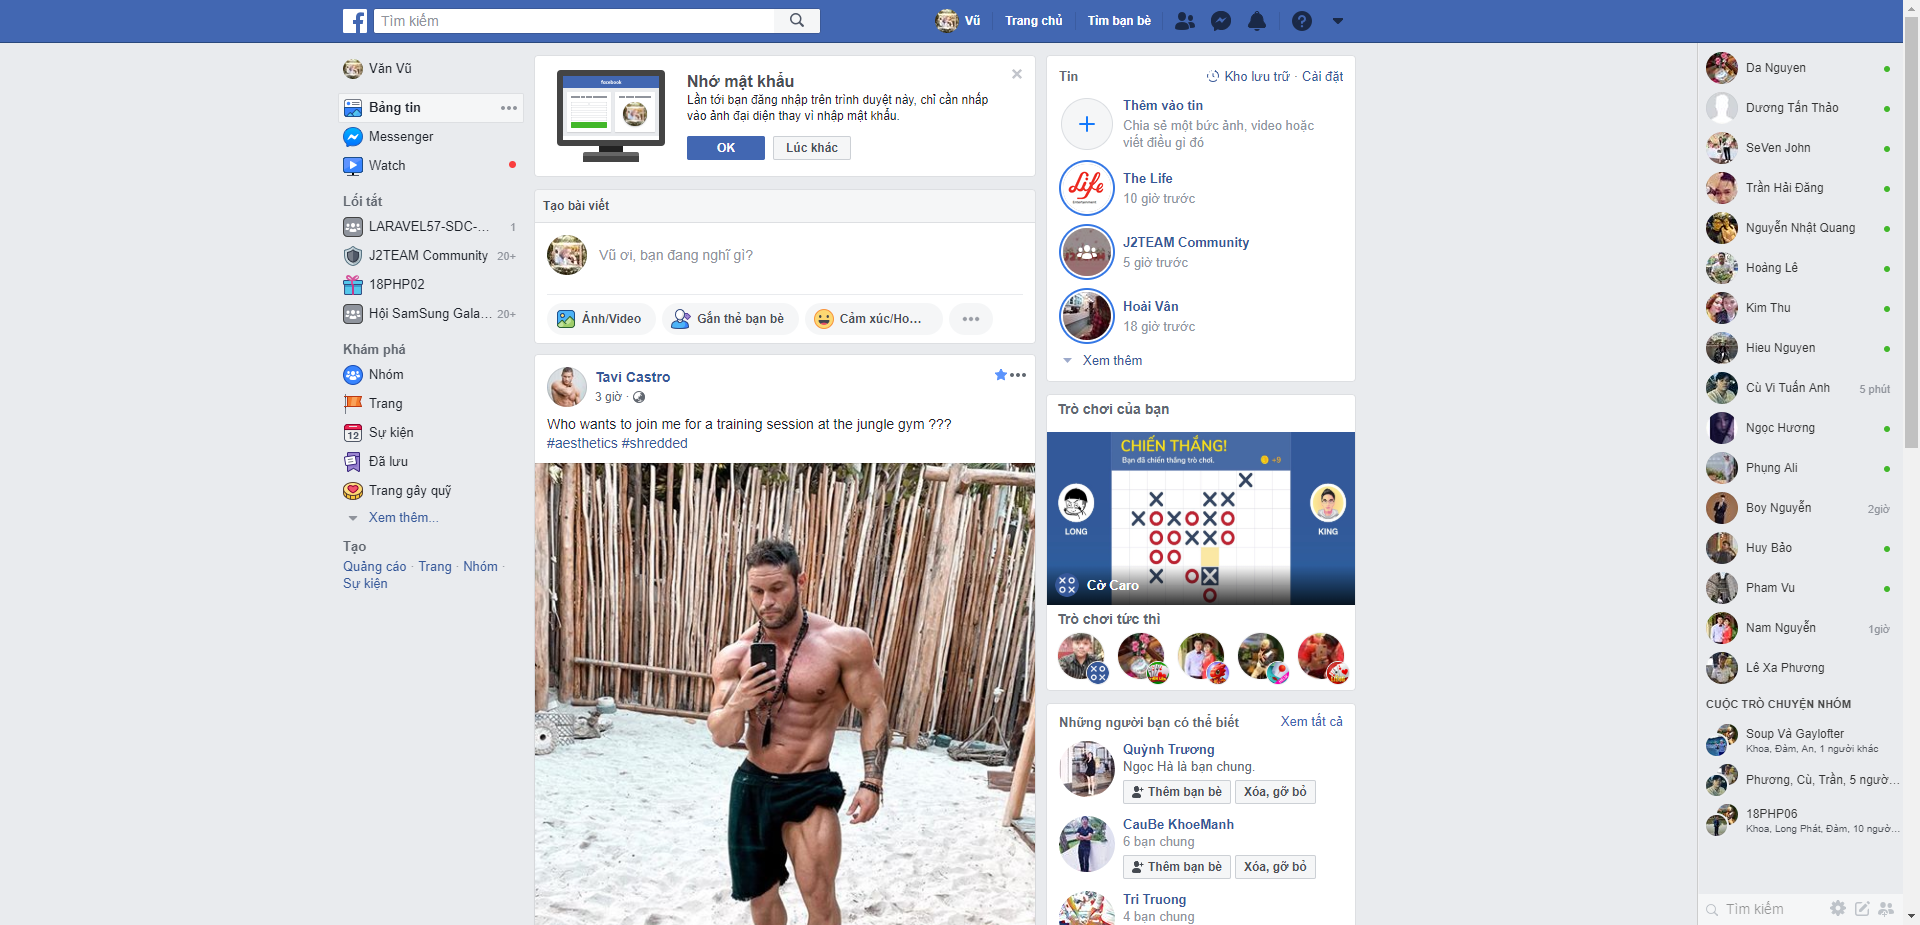 Tìm kiếm
Vũ
Trang chủ
Tìm bạn bè
Văn Vũ
Bảng tin
Messenger
Watch
Lối tắt
LARAVEL57-SDC-... 1
J2TEAM Community 20+
18PHP02
Hội SamSung Gala... 20+
Khám phá
Nhóm
Trang
Sự kiện
12
Đã lưu
Trang gây quỹ
Xem thêm...
Tạo
Quảng cáo · Trang · Nhóm ·
Sự kiện
facebook
Nhớ mật khẩu
Lần tới bạn đăng nhập trên trình duyệt này, chỉ cần nhấp
vào ảnh đại diện thay vì nhập mật khẩu.
OK
Lúc khác
Tạo bài viết
Vũ ơi, bạn đang nghĩ gì?
Ảnh/Video
Gắn thẻ bạn bè
Cảm xúc/Ho...
Tavi Castro
3 giờ ·
Who wants to join me for a training session at the jungle gym ???
#aesthetics #shredded
Tin
Kho lưu trữ · Cài đặt
Thêm vào tin
Chia sẻ một bức ảnh, video hoặc
viết điều gì đó
Life
The Life
10 giờ trước
J2TEAM Community
5 giờ trước
Hoài Vân
18 giờ trước
Xem thêm
Trò chơi của bạn
CHIẾN THẮNG!
Bạn đã chiến thắng trò chơi.
+9
LONG
KING
Cờ Caro
Trò chơi tức thì
Những người bạn có thể biết
Xem tất cả
Quỳnh Trương
Ngọc Hà là bạn chung.
Thêm bạn bè
Xóa, gỡ bỏ
CauBe KhoeManh
6 bạn chung
Thêm bạn bè
Xóa, gỡ bỏ
Tri Truong
4 bạn chung
Da Nguyen
Dương Tấn Thảo
SeVen John
Trần Hải Đăng
Nguyễn Nhật Quang
Hoàng Lê
Kim Thu
Hieu Nguyen
Cù Vi Tuấn Anh 5 phút
Ngọc Hương
Phụng Ali
Boy Nguyễn 2giờ
Huy Bảo
Pham Vu
Nam Nguyễn 1giờ
Lê Xa Phương
CUỘC TRÒ CHUYỆN NHÓM
Soup Và Gaylofter
Khoa, Đàm, An, 1 người khác
Phương, Cù, Trần, 5 ngườ...
18PHP06
Khoa, Long Phát, Đàm, 10 ngườ...
Tìm kiếm